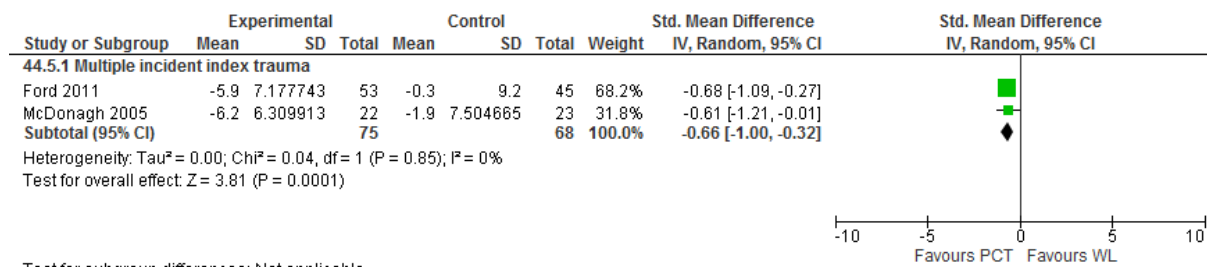 Experimental Control Std. Mean Difference Std. Mean Difference
Study or Subgroup Mean SD Total Mean SD Total Weight IV, Random, 95% CI IV, Random, 95% CI
44.5.1 Multiple incident index trauma
Ford 2011 -5.9 7.177743 53 -0.3 9.2 45 68.2% -0.68 [-1.09, -0.27]
McDonagh 2005 -6.2 6.309913 22 -1.9 7.504665 23 31.8% -0.61 [-1.21, -0.01]
Subtotal (95% CI) 75 68 100.0% -0.66 [-1.00, -0.32]
Heterogeneity: Tau² = 0.00; Chi² = 0.04, df = 1 (P = 0.85); I² = 0%
Test for overall effect: Z = 3.81 (P = 0.0001)
-10 -5 0 5 10
Favours PCT Favours WL
Test for subgroup differences: Not applicable